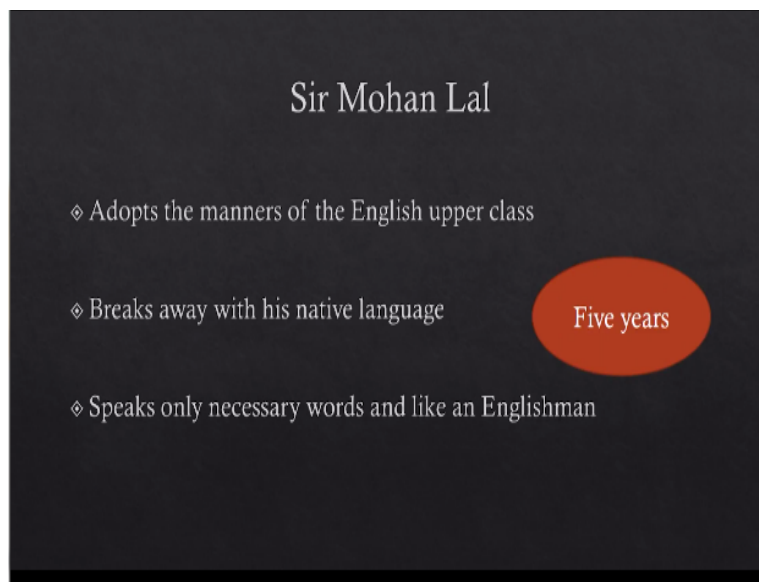 Sir Mohan Lal
Adopts the manners of the English upper class
Breaks away with his native language
Five years
Speaks only necessary words and like an Englishman